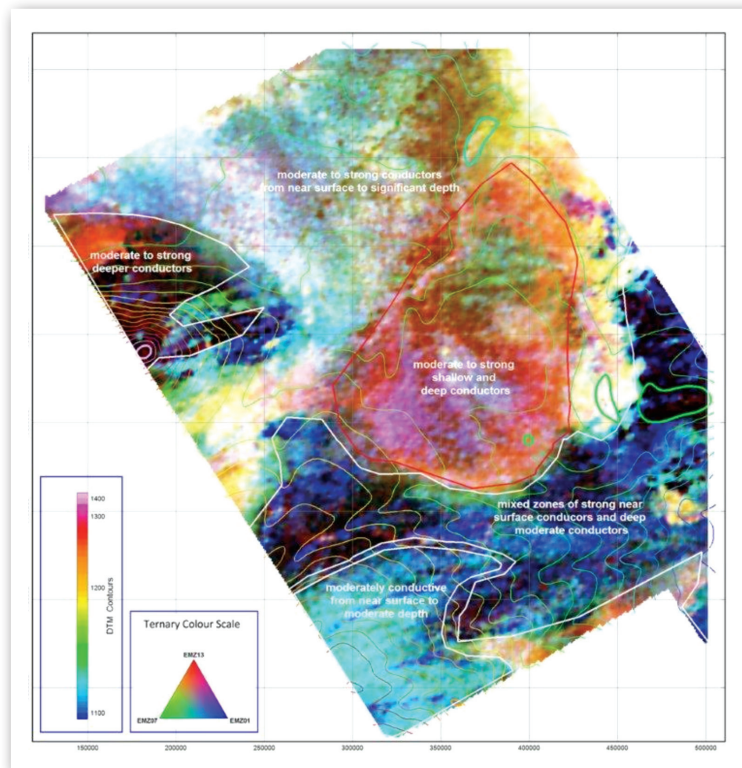 moderate to strong conductors
from near surface to significant depth
moderate to strong
deeper conductors
moderate to strong
shallow and
deep conductors
mixed zones of strong near
surface conducors and deep
moderate conductors
moderately conductive
from near surface to
moderate depth
1400
1300
1200
1100
DTM Contours
Ternary Colour Scale
EMZ13
EMZ07
EMZ01
150000 200000 250000 300000 350000 400000 450000 500000